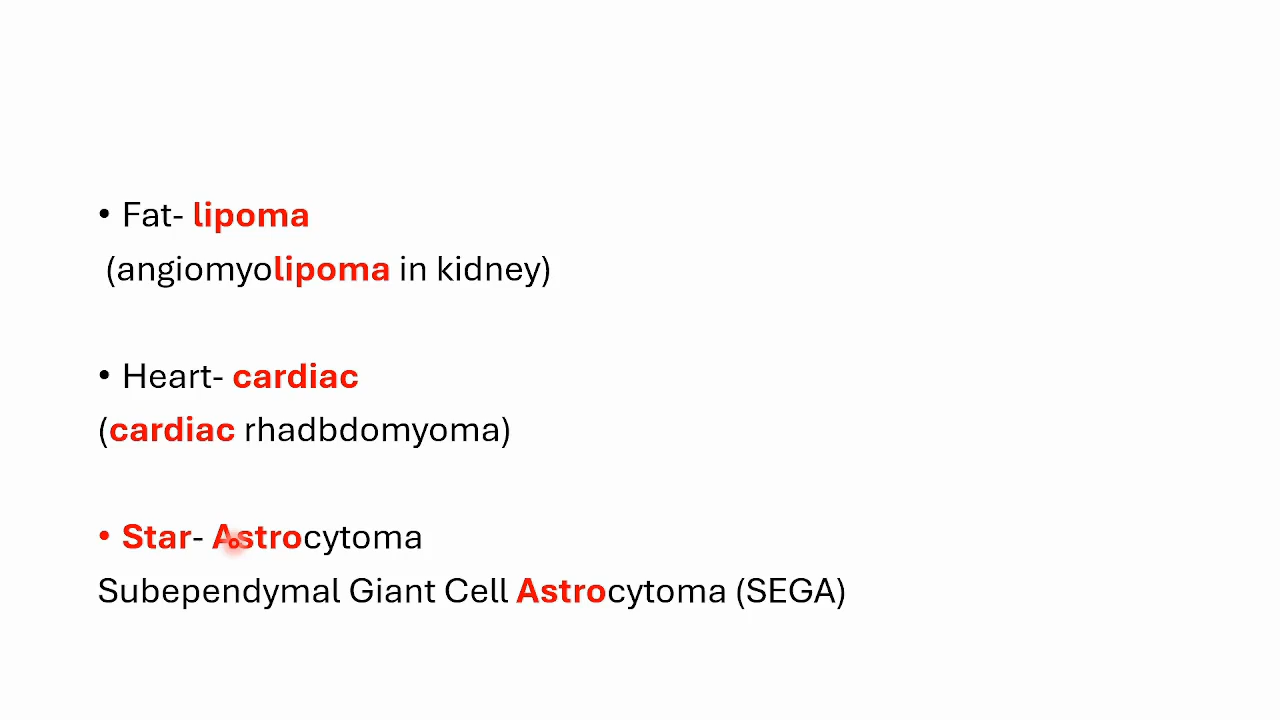 • Fat- lipoma
(angiomyolipoma in kidney)
• Heart- cardiac
(cardiac rhadbdomyoma)
• Star- Astrocytoma
Subependymal Giant Cell Astrocytoma (SEGA)